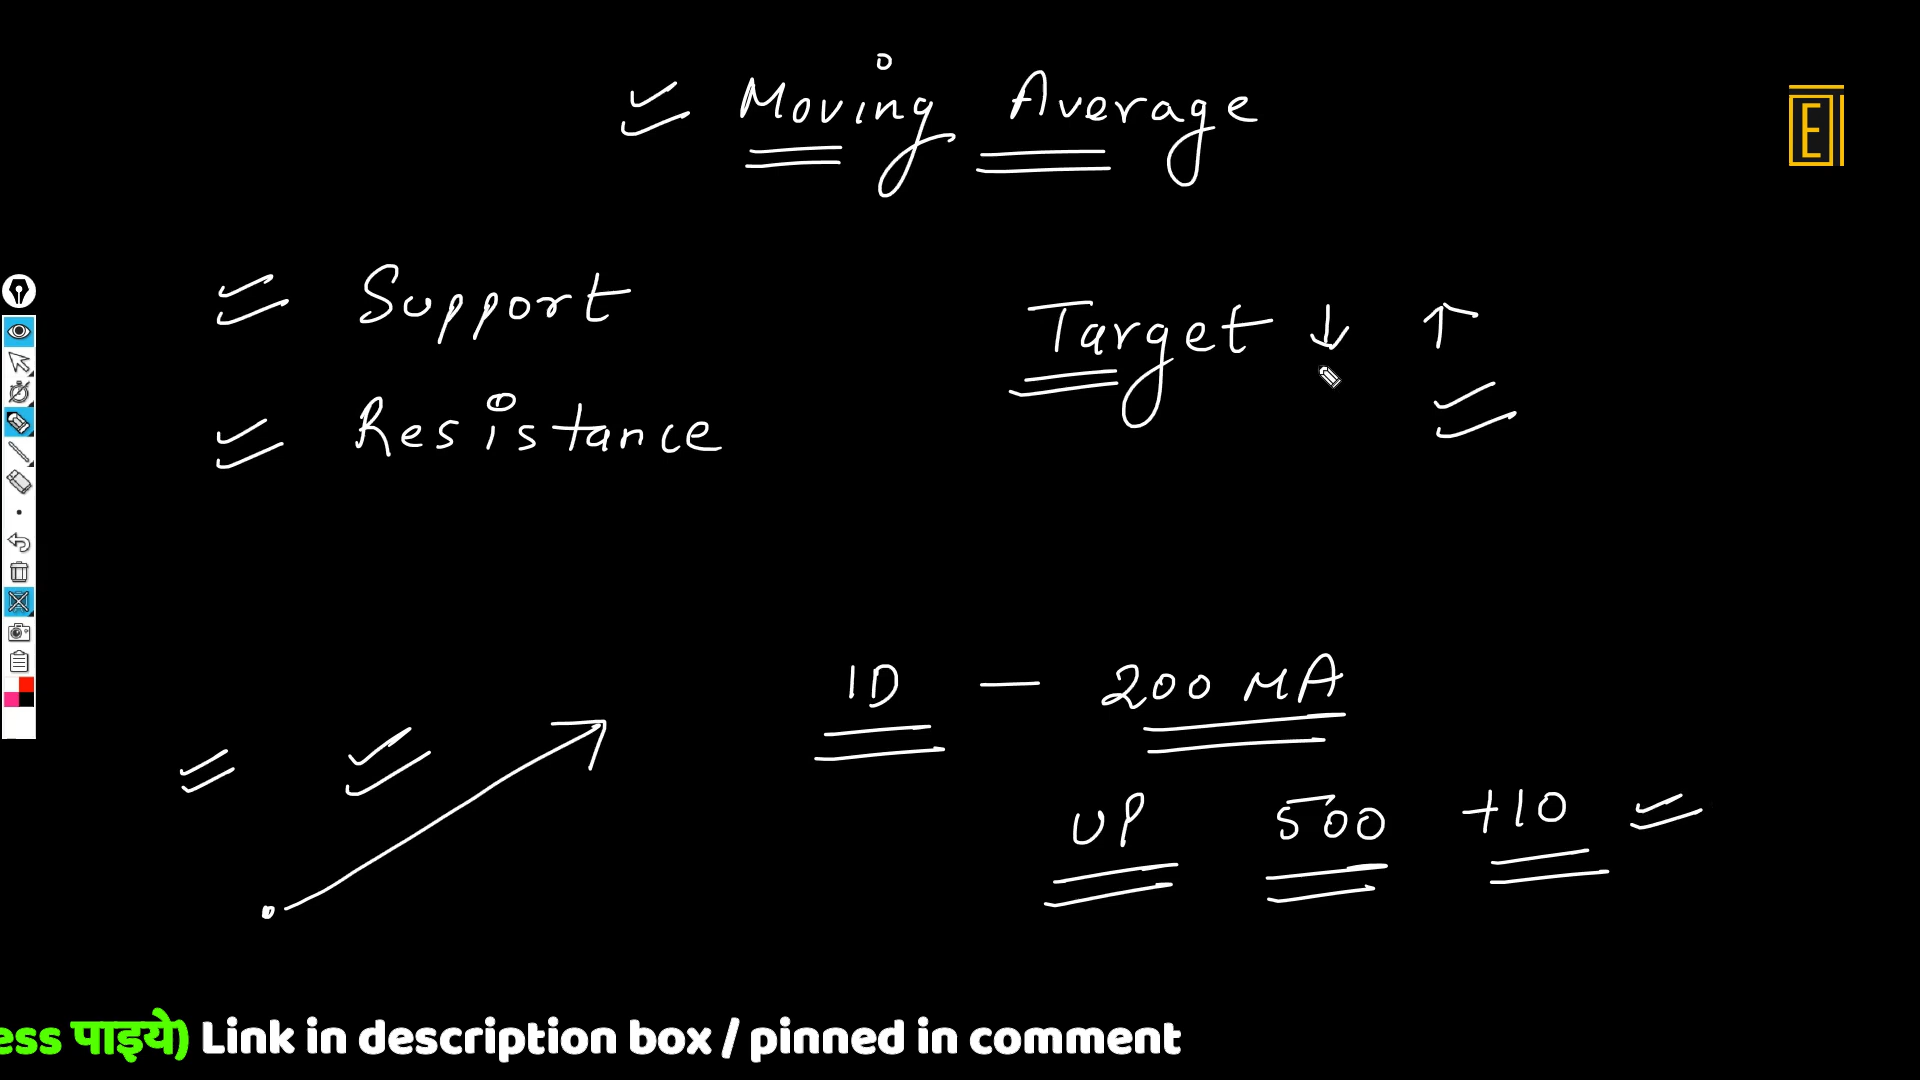 Moving Average
E
Support
Target ↓ ↑
Resistance
1D — 200 MA
UP 500 +10
ess पाइये) Link in description box / pinned in comment